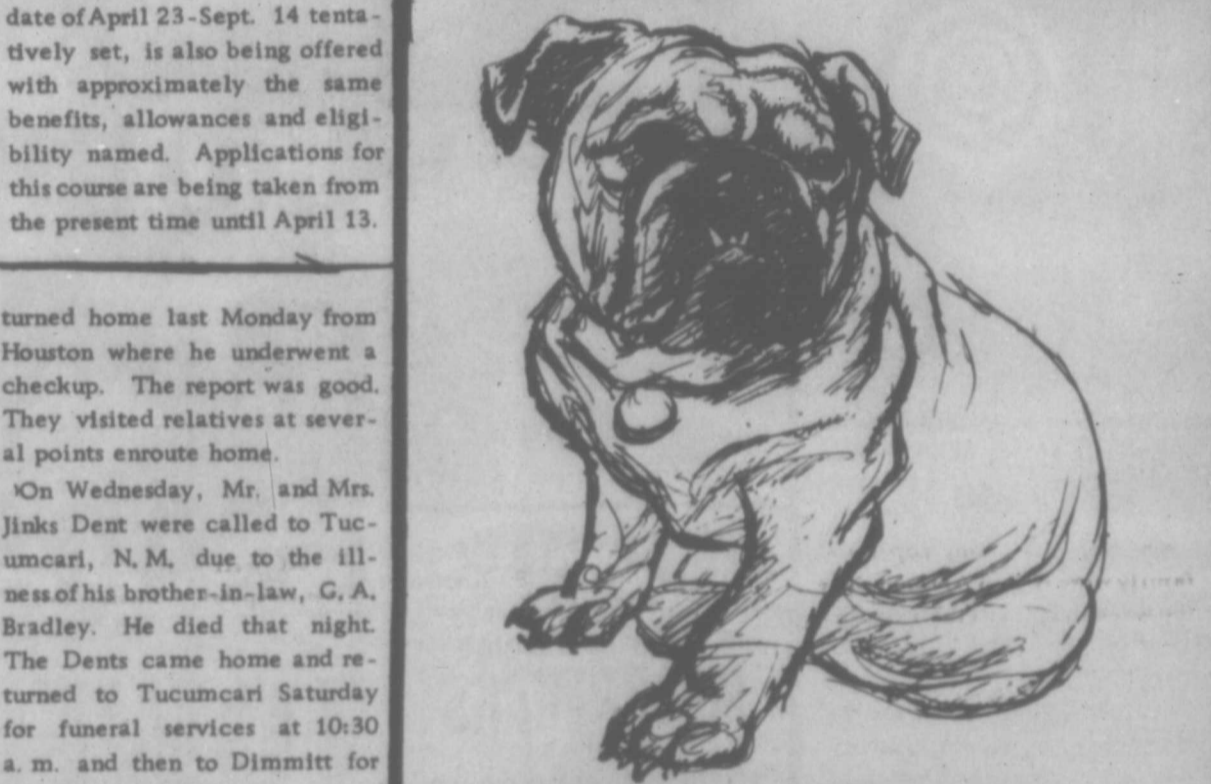 date of April 23-Sept. 14 tenta-
tively set, is also being offered
with approximately the same
benefits, allowances and eligi-
bility named. Applications for
this course are being taken from
the present time until April 13.
turned home last Monday from
Houston where he underwent a
checkup. The report was good.
They visited relatives at sever-
al points enroute home.
On Wednesday, Mr. and Mrs.
Jinks Dent were called to Tuc-
umcari, N. M. due to the ill-
ness of his brother-in-law, G. A.
Bradley. He died that night.
The Dents came home and re-
turned to Tucumcari Saturday
for funeral services at 10:30
a. m. and then to Dimmitt for